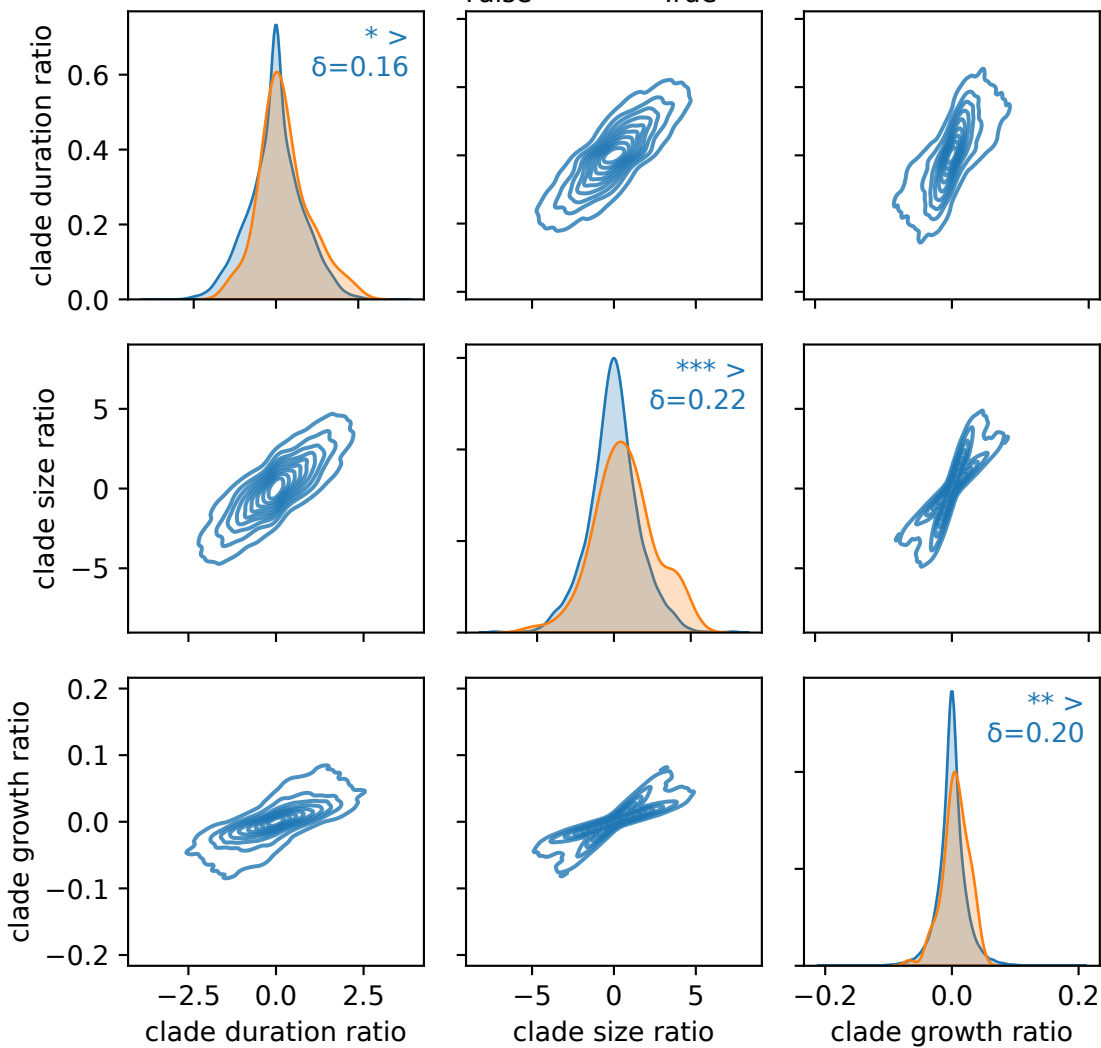 * >
δ=0.16
clade duration ratio
0.6
0.4
0.2
0.0
*** >
δ=0.22
clade size ratio
5
0
−5
** >
δ=0.20
clade growth ratio
0.2
0.1
0.0
−0.1
−0.2
−2.5 0.0 2.5 −5 0 5 −0.2 0.0 0.2
clade duration ratio clade size ratio clade growth ratio